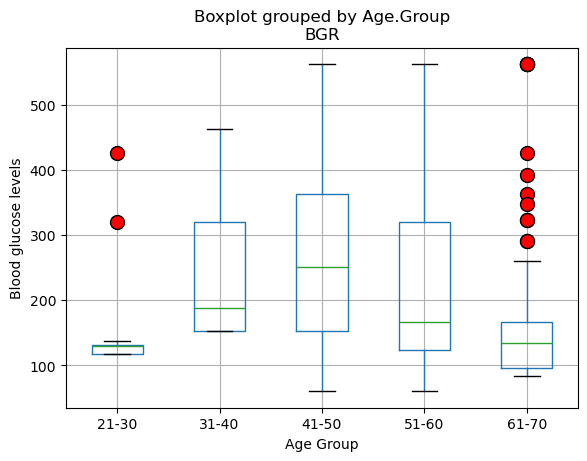 Boxplot grouped by Age.Group
BGR
500
400
300
200
100
Blood glucose levels
21-30 31-40 41-50 51-60 61-70
Age Group